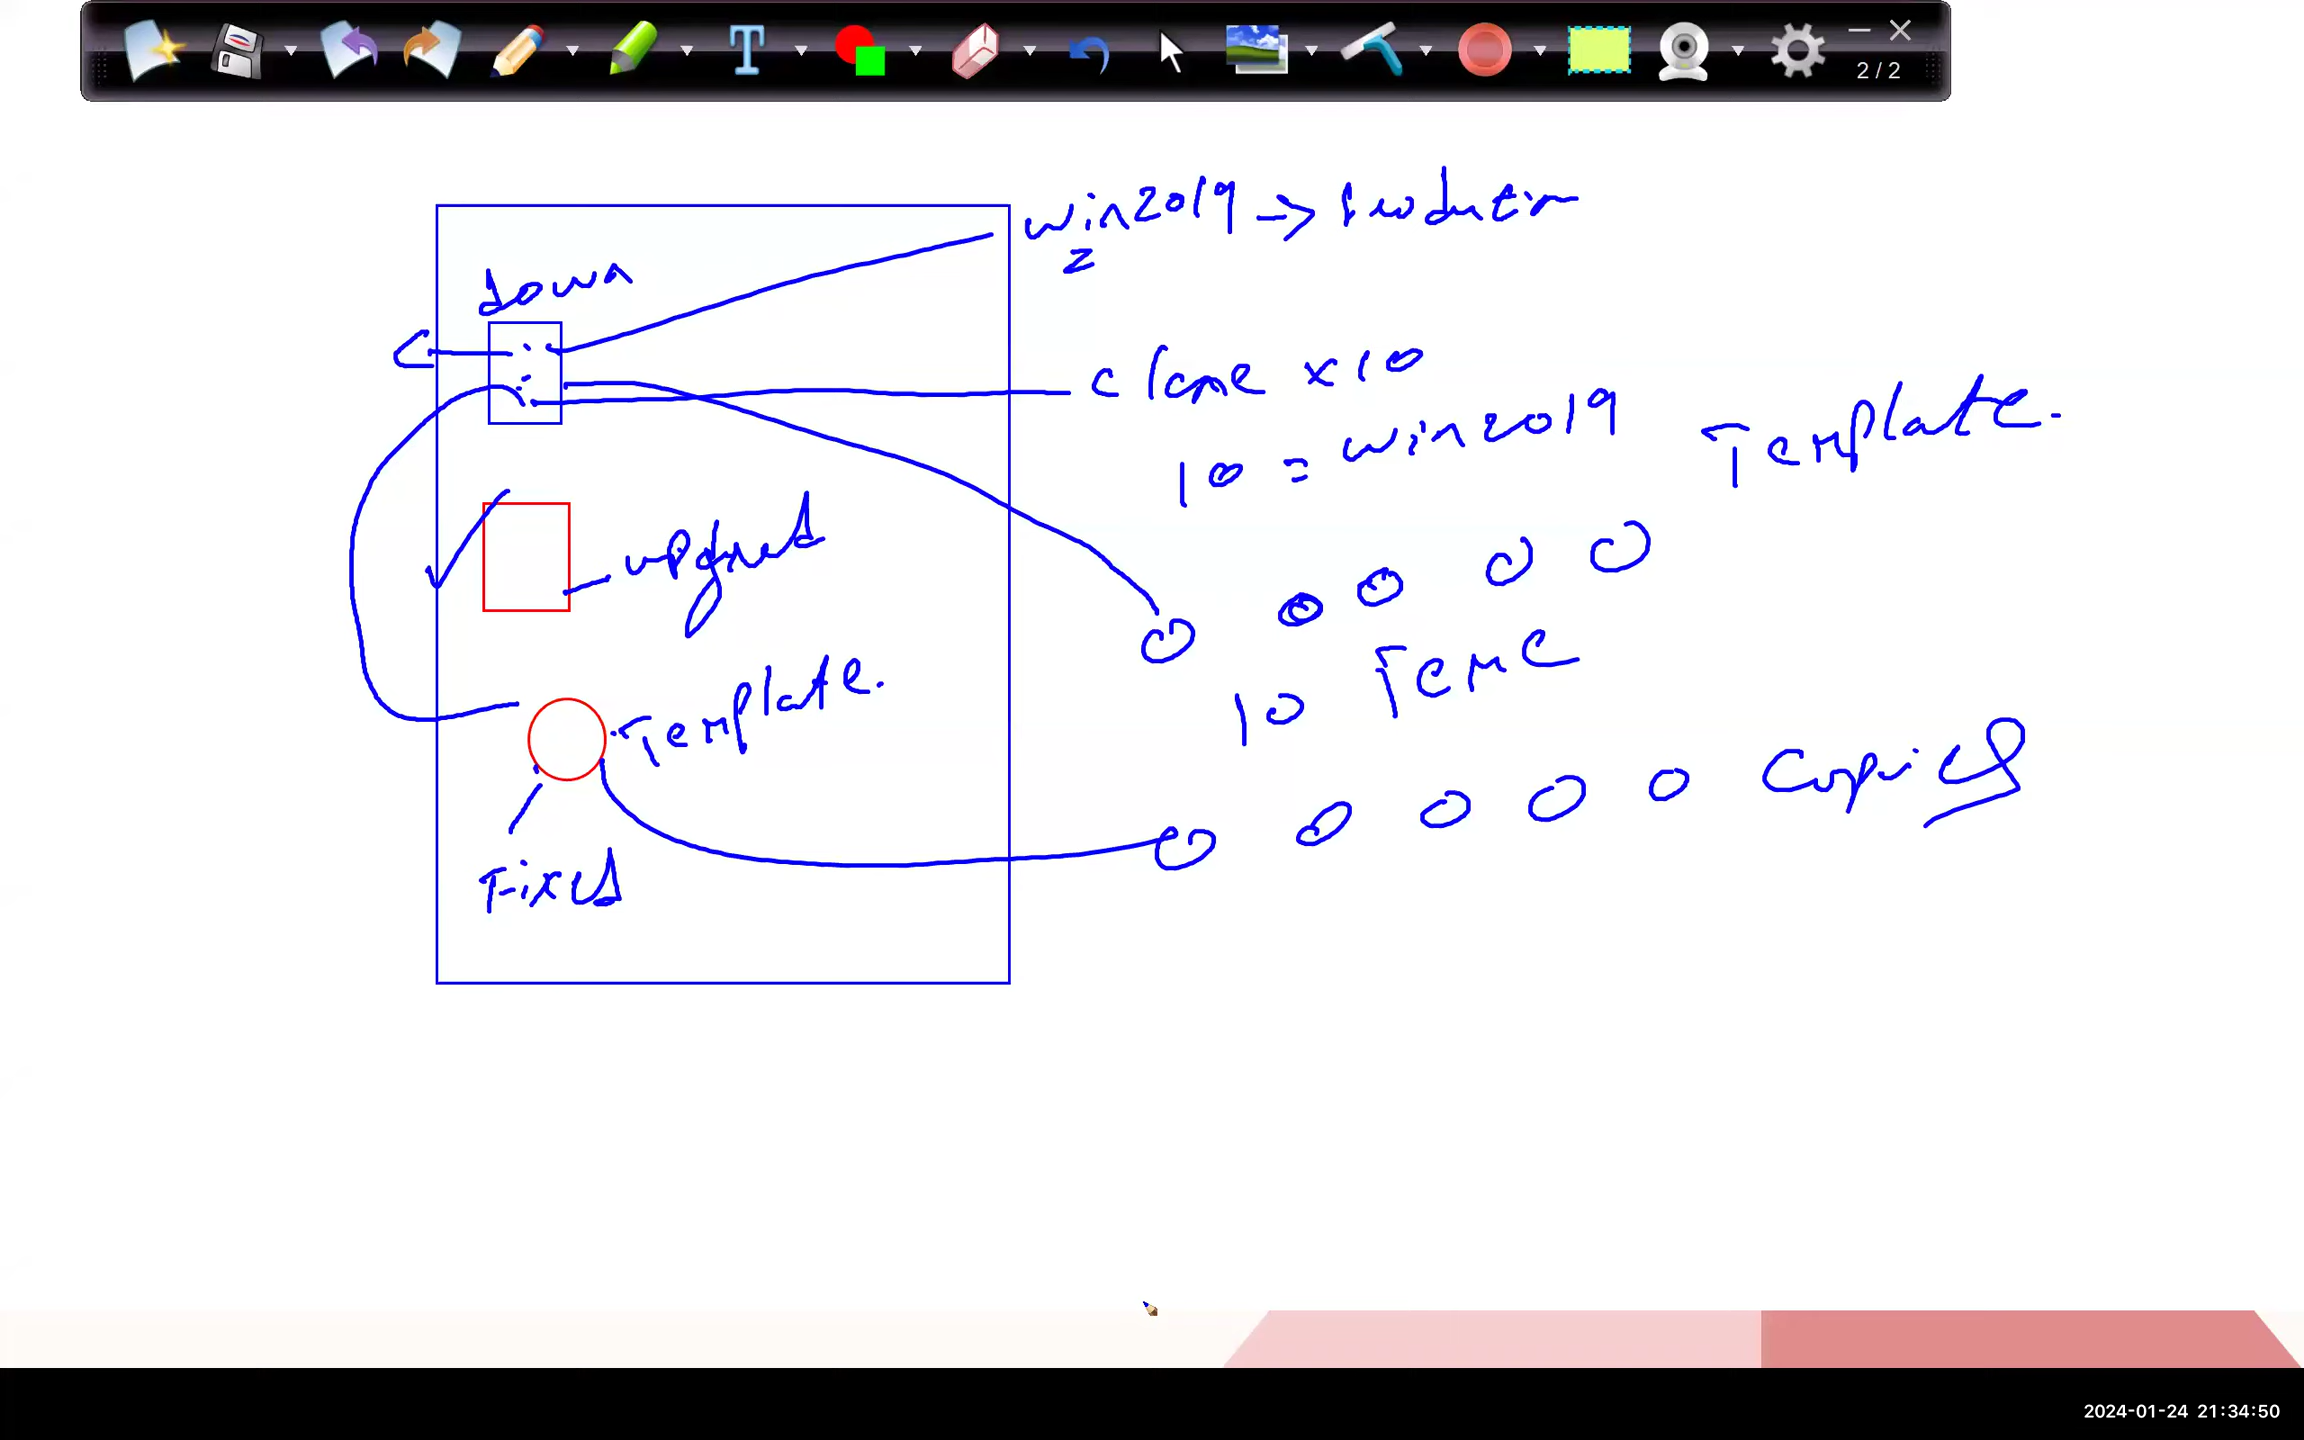 2 / 2
win2019 -> Production
2
down
clone x10
10 = win2019
Template.
upgrad
10 Teme
Template.
Copies
Fixed
2024-01-24 21:34:50